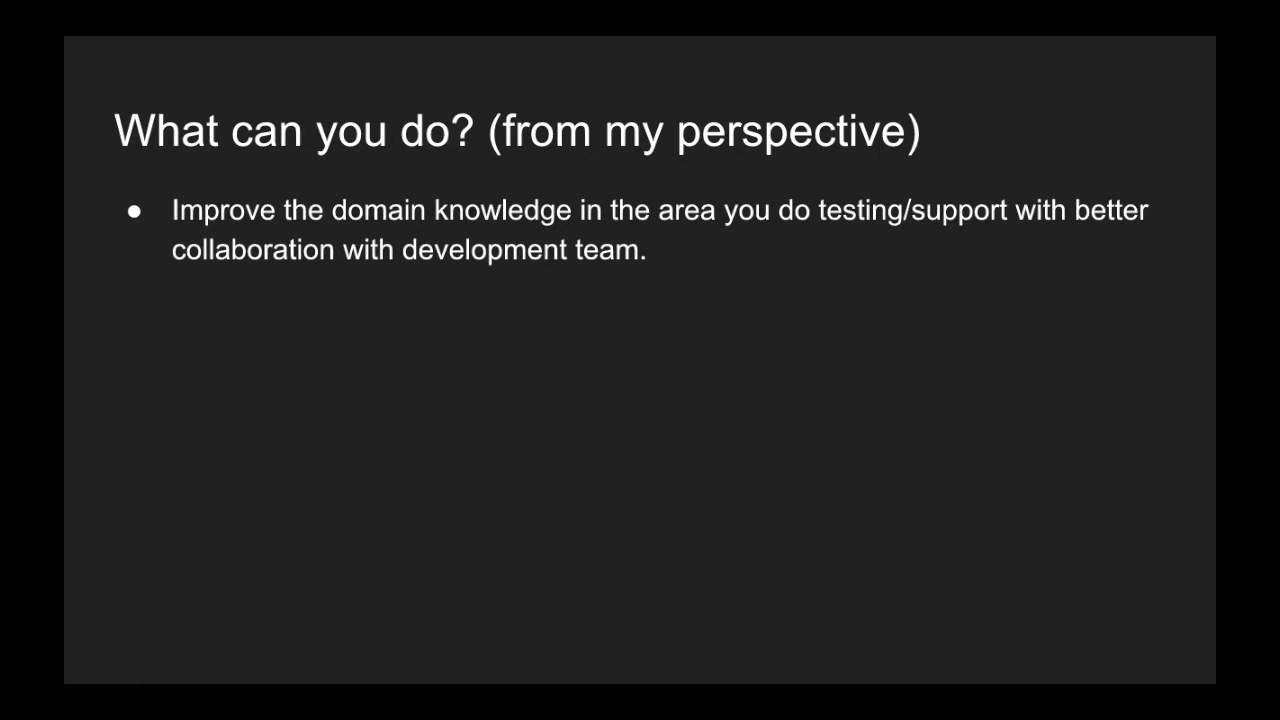 What can you do? (from my perspective)
● Improve the domain knowledge in the area you do testing/support with better
collaboration with development team.